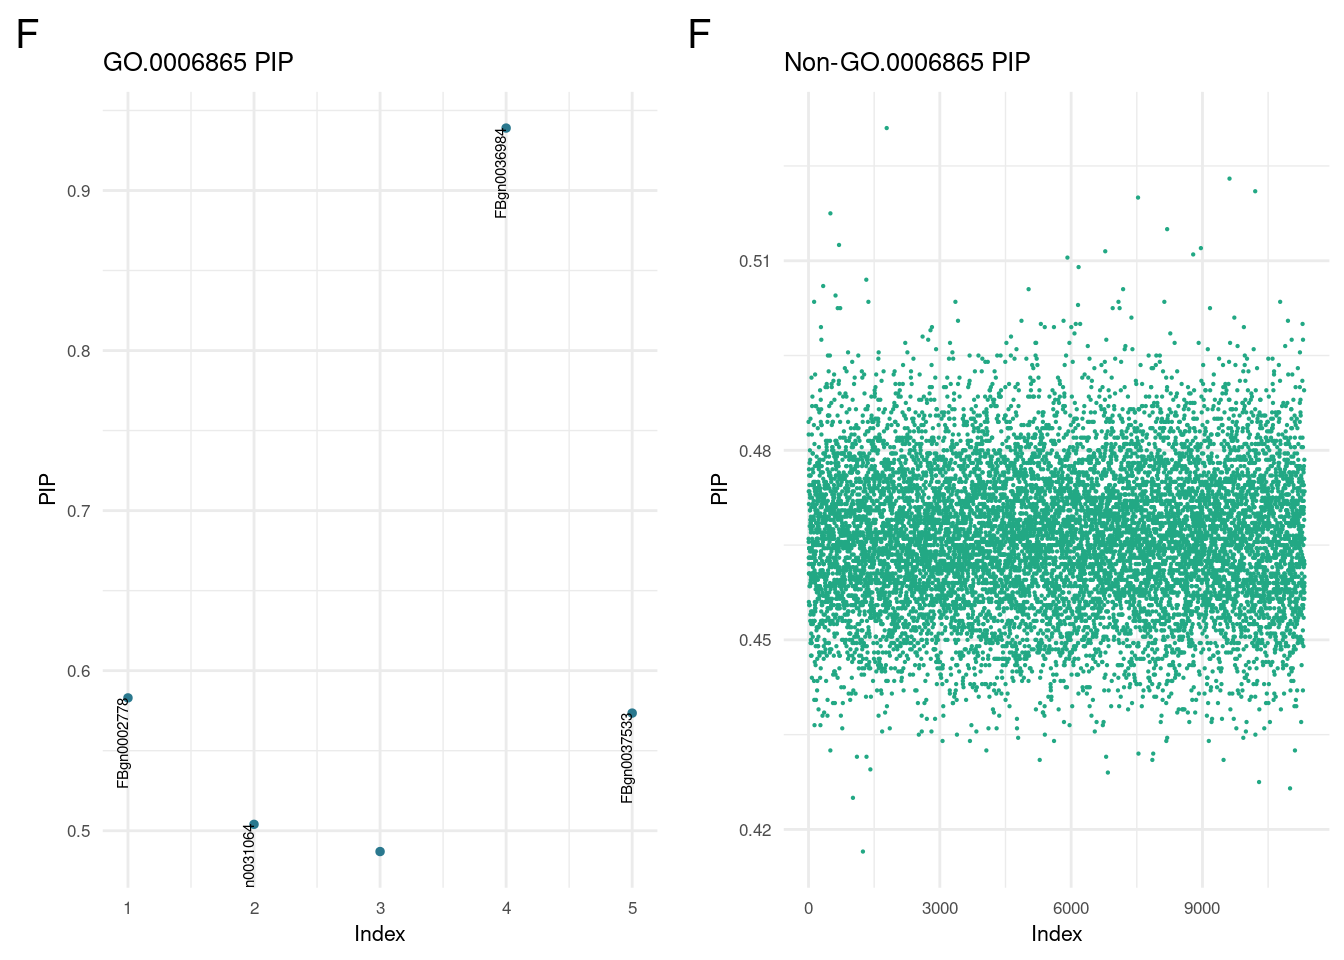 F
GO.0006865 PIP
PIP
0.9
0.8
0.7
0.6
0.5
FBgn0002778
n0031064
FBgn0036984
FBgn0037533
1 2 3 4 5
Index
F
Non-GO.0006865 PIP
PIP
0.51
0.48
0.45
0.42
0 3000 6000 9000
Index